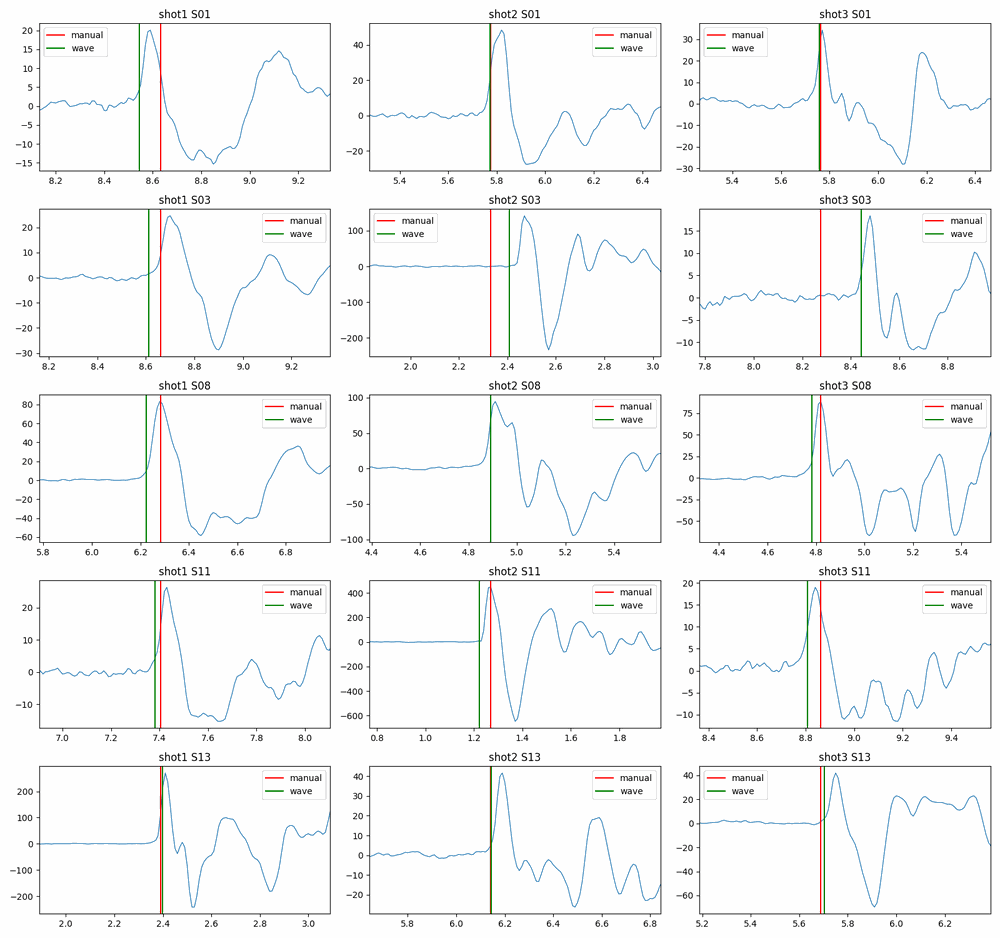 shot1 S01
20
15
10
5
0
−5
−10
−15
8.2 8.4 8.6 8.8 9.0 9.2
manual
wave
shot2 S01
40
20
0
−20
5.4 5.6 5.8 6.0 6.2 6.4
manual
wave
shot3 S01
30
20
10
0
−10
−20
−30
5.4 5.6 5.8 6.0 6.2 6.4
manual
wave
shot1 S03
20
10
0
−10
−20
−30
8.2 8.4 8.6 8.8 9.0 9.2
manual
wave
shot2 S03
100
0
−100
−200
2.0 2.2 2.4 2.6 2.8 3.0
manual
wave
shot3 S03
15
10
5
0
−5
−10
7.8 8.0 8.2 8.4 8.6 8.8
manual
wave
shot1 S08
80
60
40
20
0
−20
−40
−60
5.8 6.0 6.2 6.4 6.6 6.8
manual
wave
shot2 S08
100
50
0
−50
−100
4.4 4.6 4.8 5.0 5.2 5.4
manual
wave
shot3 S08
75
50
25
0
−25
−50
4.4 4.6 4.8 5.0 5.2 5.4
manual
wave
shot1 S11
20
10
0
−10
7.0 7.2 7.4 7.6 7.8 8.0
manual
wave
shot2 S11
400
200
0
−200
−400
−600
0.8 1.0 1.2 1.4 1.6 1.8
manual
wave
shot3 S11
20
15
10
5
0
−5
−10
8.4 8.6 8.8 9.0 9.2 9.4
manual
wave
shot1 S13
200
100
0
−100
−200
2.0 2.2 2.4 2.6 2.8 3.0
manual
wave
shot2 S13
40
30
20
10
0
−10
−20
5.8 6.0 6.2 6.4 6.6 6.8
manual
wave
shot3 S13
40
20
0
−20
−40
−60
5.2 5.4 5.6 5.8 6.0 6.2
manual
wave